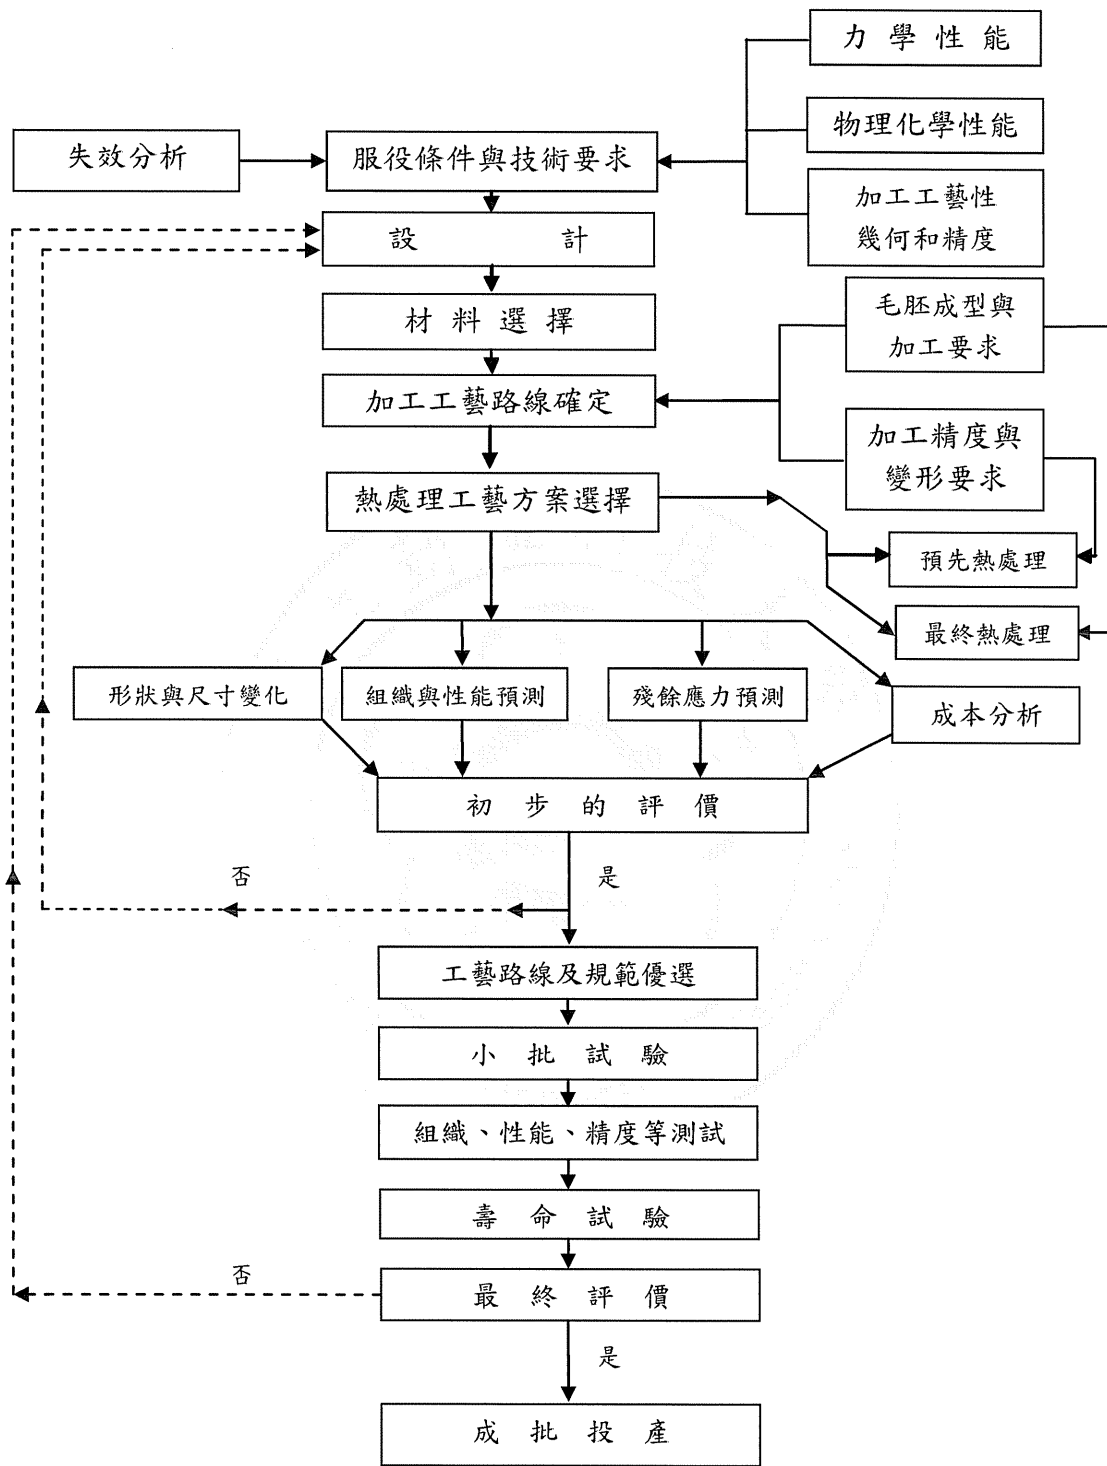 力學性能
物理化學性能
失效分析
服役條件與技術要求
加工工藝性
幾何和精度
設計
毛胚成型與
加工要求
材料選擇
加工工藝路線確定
加工精度與
變形要求
熱處理工藝方案選擇
預先熱處理
最終熱處理
形狀與尺寸變化
組織與性能預測
殘餘應力預測
成本分析
初步的評價
否
是
工藝路線及規範優選
小批試驗
組織、性能、精度等測試
壽命試驗
否
最終評價
是
成批投產